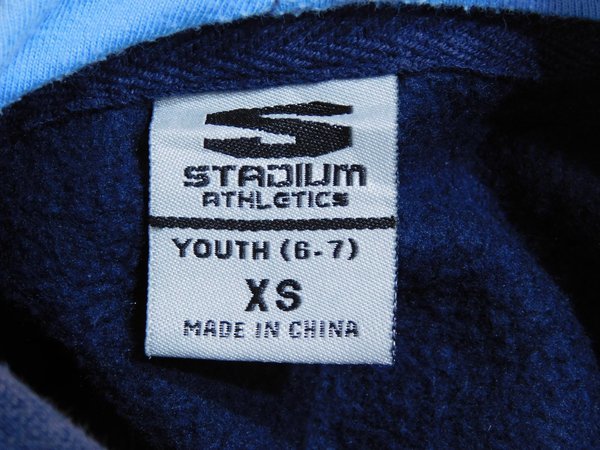 S
STADIUM
ATHLETICS
YOUTH (6-7)
XS
MADE IN CHINA